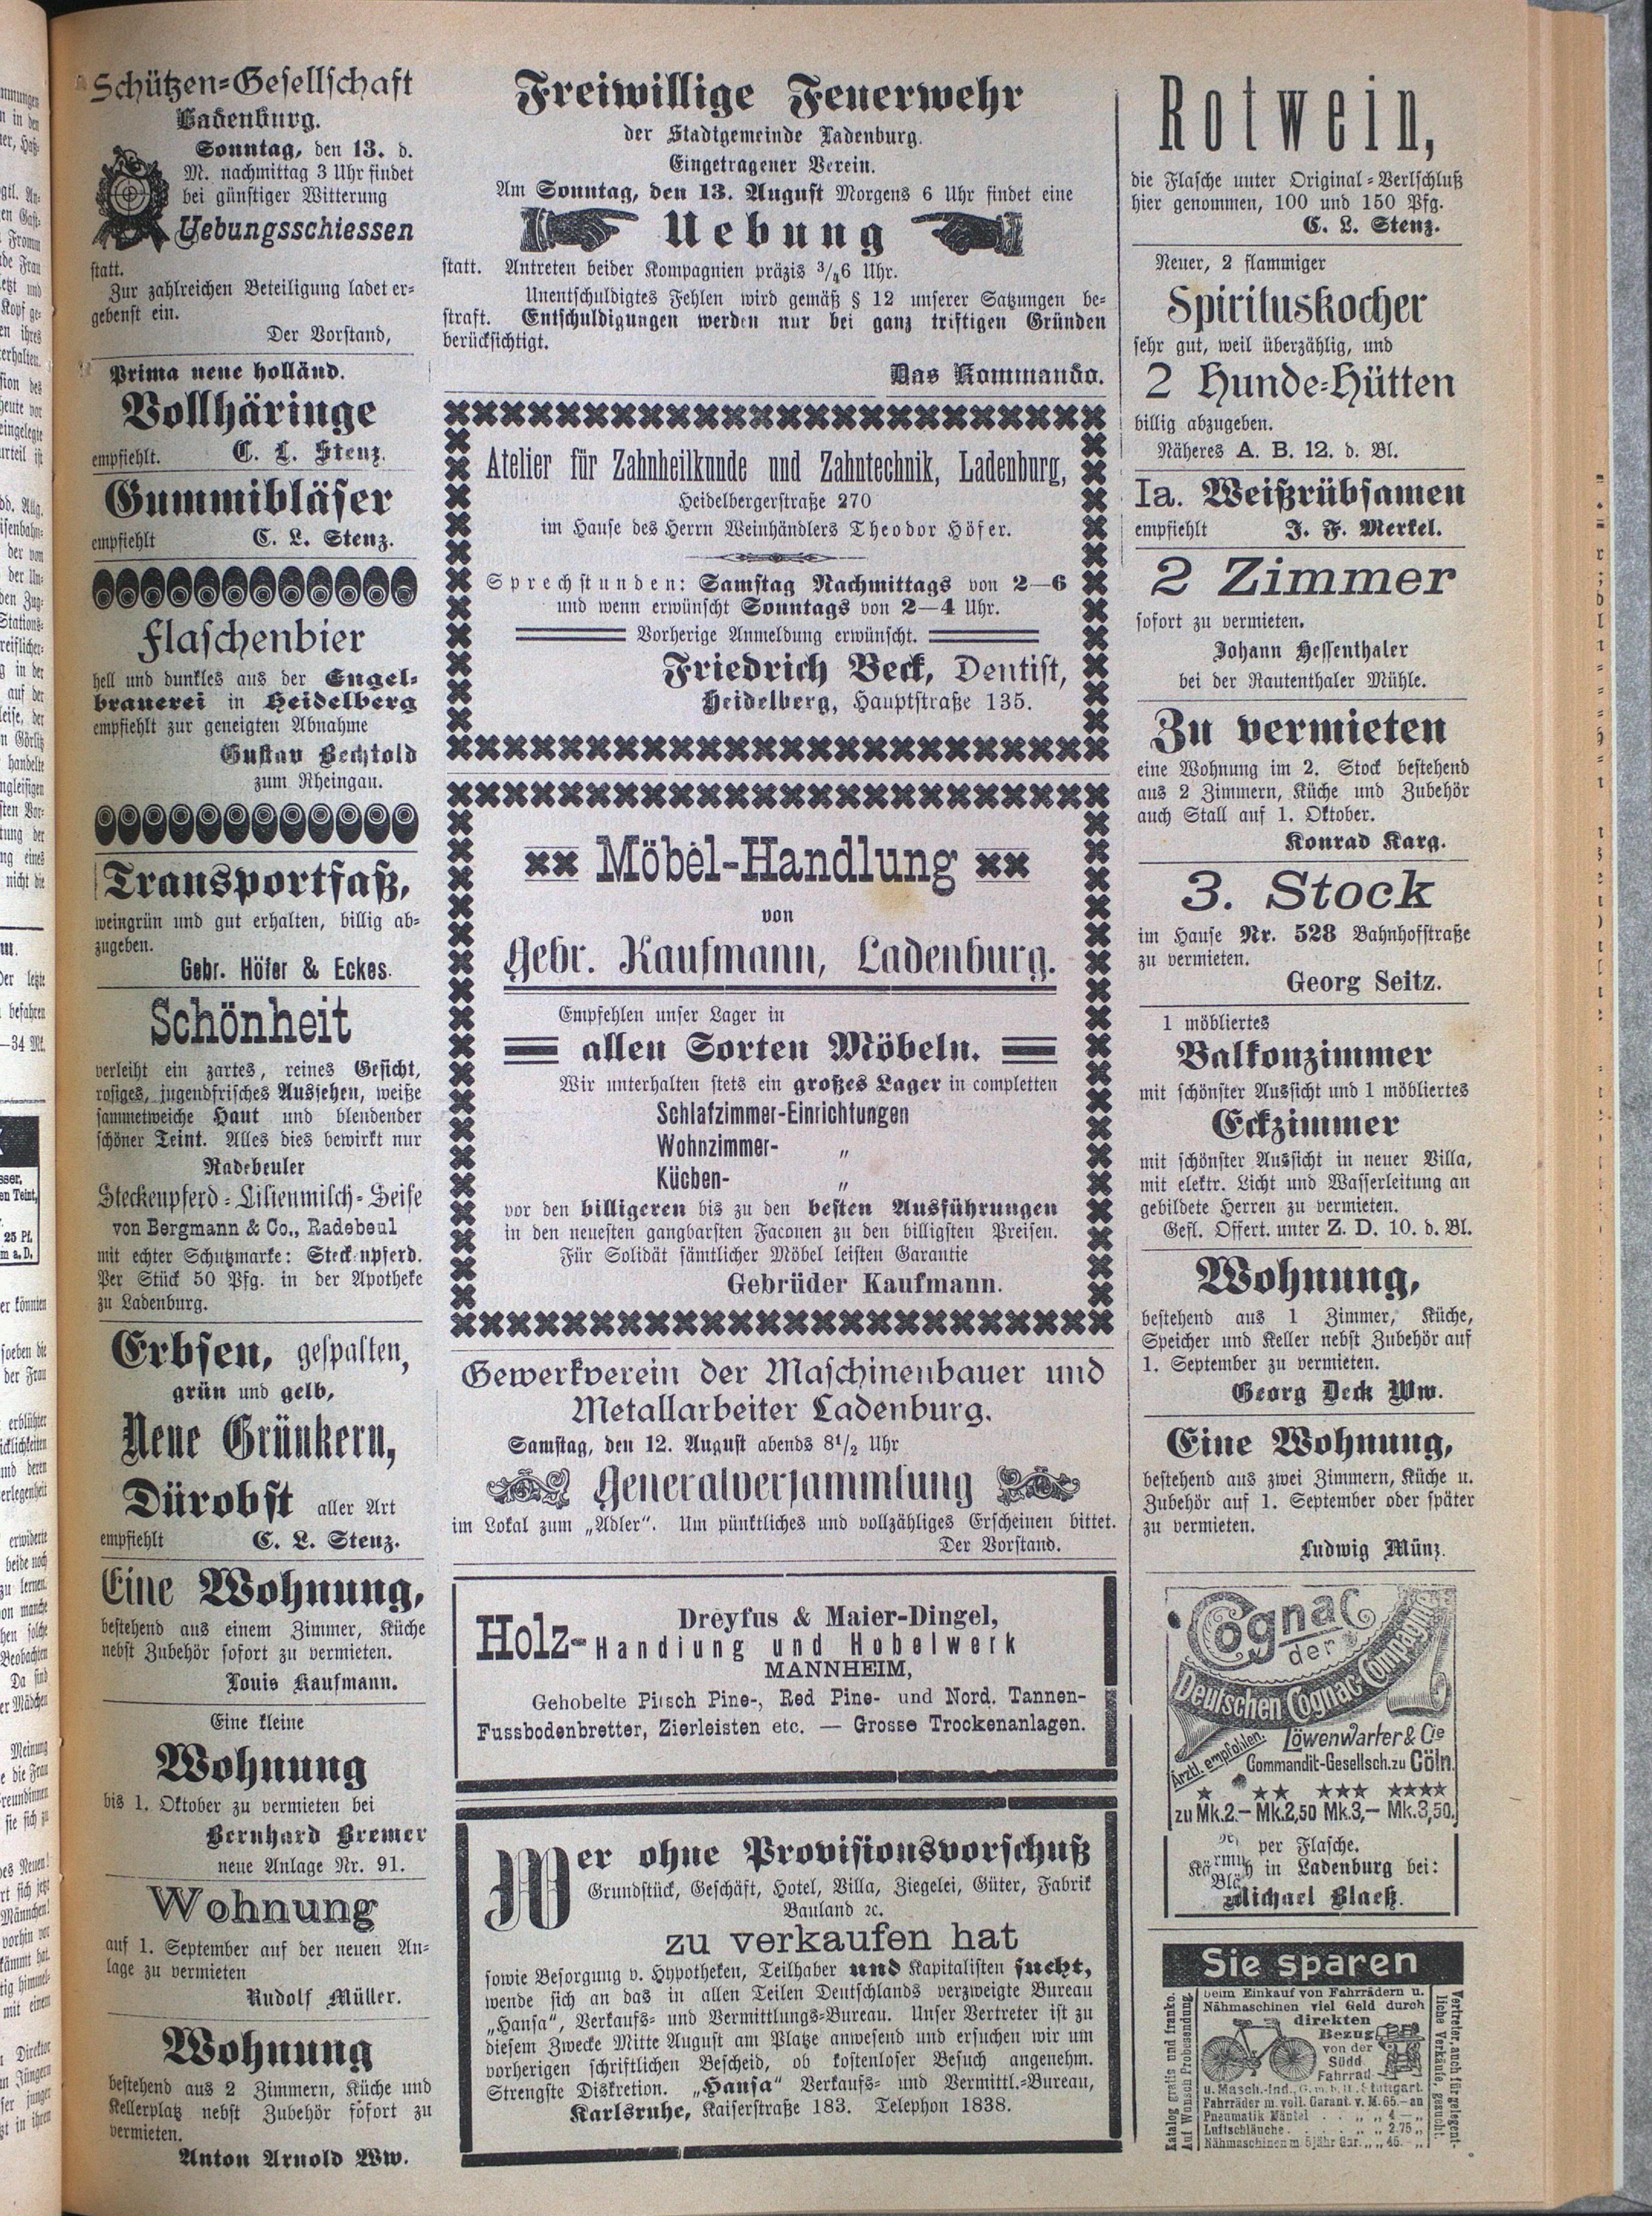 Schützen-Gesellschaft
Ladenburg.
Sonntag, den 13. d.
M. nachmittag 3 Uhr findet
bei günstiger Witterung
Uebungsschiessen
statt.
Zur zahlreichen Beteiligung ladet er-
gebenst ein.
Der Vorstand,
Prima neue holländ.
Vollhäringe
empfiehlt. C. L. Stenz.
Gummibläser
empfiehlt C. L. Stenz.
Flaschenbier
hell und dunkles aus der Engel-
brauerei in Heidelberg
empfiehlt zur geneigten Abnahme
Gustav Bechtold
zum Rheingau.
Transportfaß,
weingrün und gut erhalten, billig ab-
zugeben.
Gebr. Höfer & Eckes.
Schönheit
verleiht ein zartes, reines Gesicht,
rosiges, jugendfrisches Aussehen, weiße
sammetweiche Haut und blendender
schöner Teint. Alles dies bewirkt nur
Radebeuler
Steckenpferd-Lilienmilch-Seife
von Bergmann & Co., Radebeul
mit echter Schutzmarke: Steck npferd.
Per Stück 50 Pfg. in der Apotheke
zu Ladenburg.
Erbsen, gespalten,
grün und gelb,
Neue Grünkern,
Dürobst aller Art
empfiehlt C. L. Stenz.
Eine Wohnung,
bestehend aus einem Zimmer, Küche
nebst Zubehör sofort zu vermieten.
Louis Kaufmann.
Eine kleine
Wohnung
bis 1. Oktober zu vermieten bei
Bernhard Bremer
neue Anlage Nr. 91.
Wohnung
auf 1. September auf der neuen An-
lage zu vermieten
Rudolf Müller.
Wohnung
bestehend aus 2 Zimmern, Küche und
Kellerplatz nebst Zubehör sofort zu
vermieten.
Anton Arnold Ww.
Freiwillige Feuerwehr
der Stadtgemeinde Ladenburg.
Eingetragener Verein.
Am Sonntag, den 13. August Morgens 6 Uhr findet eine
Uebung
statt. Antreten beider Kompagnien präzis 3/46 Uhr.
Unentschuldigtes Fehlen wird gemäß § 12 unserer Satzungen be-
straft. Entschuldigungen werden nur bei ganz triftigen Gründen
berücksichtigt.
Das Kommando.
Atelier für Zahnheilkunde und Zahntechnik, Ladenburg,
Heidelbergerstraße 270
im Hause des Herrn Weinhändlers Theodor Höfer.
Sprechstunden: Samstag Nachmittags von 2—6
und wenn erwünscht Sonntags von 2—4 Uhr.
Vorherige Anmeldung erwünscht.
Friedrich Beck, Dentist,
Heidelberg, Hauptstraße 135.
Möbel-Handlung
von
Gebr. Kaufmann, Ladenburg.
Empfehlen unser Lager in
allen Sorten Möbeln.
Wir unterhalten stets ein großes Lager in completten
Schlafzimmer-Einrichtungen
Wohnzimmer- „
Küchen- „
vor den billigeren bis zu den besten Ausführungen
in den neuesten gangbarsten Faconen zu den billigsten Preisen.
Für Solidät sämtlicher Möbel leisten Garantie
Gebrüder Kaufmann.
Gewerkverein der Maschinenbauer und
Metallarbeiter Ladenburg.
Samstag, den 12. August abends 8 1/2 Uhr
Generalversammlung
im Lokal zum „Adler“. Um pünktliches und vollzähliges Erscheinen bittet.
Der Vorstand.
Dreyfus & Maier-Dingel,
Holz-Handlung und Hobelwerk
MANNHEIM,
Gehobelte Pitsch Pine-, Red Pine- und Nord. Tannen-
Fussbodenbretter, Zierleisten etc. — Grosse Trockenanlagen.
Wer ohne Provisionsvorschuß
Grundstück, Geschäft, Hotel, Villa, Ziegelei, Güter, Fabrik
Bauland ꝛc.
zu verkaufen hat
sowie Besorgung v. Hypotheken, Teilhaber und Kapitalisten sucht,
wende sich an das in allen Teilen Deutschlands verzweigte Bureau
„Hansa“, Verkaufs- und Vermittlungs-Bureau. Unser Vertreter ist zu
diesem Zwecke Mitte August am Platze anwesend und ersuchen wir um
vorherigen schriftlichen Bescheid, ob kostenloser Besuch angenehm.
Strengste Diskretion. „Hansa“ Verkaufs- und Vermittl.-Bureau,
Karlsruhe, Kaiserstraße 183. Telephon 1838.
Rotwein,
die Flasche unter Original-Verlschluß
hier genommen, 100 und 150 Pfg.
C. L. Stenz.
Neuer, 2 flammiger
Spirituskocher
sehr gut, weil überzählig, und
2 Hunde-Hütten
billig abzugeben.
Näheres A. B. 12. d. Bl.
Ia. Weißrübsamen
empfiehlt J. F. Merkel.
2 Zimmer
sofort zu vermieten.
Johann Hessenthaler
bei der Rautenthaler Mühle.
Zu vermieten
eine Wohnung im 2. Stock bestehend
aus 2 Zimmern, Küche und Zubehör
auch Stall auf 1. Oktober.
Konrad Karg.
3. Stock
im Hause Nr. 528 Bahnhofstraße
zu vermieten.
Georg Seitz.
1 möbliertes
Balkonzimmer
mit schönster Aussicht und 1 möbliertes
Eckzimmer
mit schönster Aussicht in neuer Villa,
mit elektr. Licht und Wasserleitung an
gebildete Herren zu vermieten.
Gefl. Offert. unter Z. D. 10. d. Bl.
Wohnung,
bestehend aus 1 Zimmer, Küche,
Speicher und Keller nebst Zubehör auf
1. September zu vermieten.
Georg Deck Ww.
Eine Wohnung,
bestehend aus zwei Zimmern, Küche u.
Zubehör auf 1. September oder später
zu vermieten.
Ludwig Münz.
Cognac
der
Deutschen Cognac-Compagnie
Löwenwarter & Cie
Ärztl. empfohlen.
Commandit-Gesellsch. zu Cöln.
★ ★★ ★★★ ★★★★
zu Mk. 2.— Mk. 2,50 Mk. 3,— Mk. 3,50.
per Flasche.
in Ladenburg bei:
Michael Blaeß.
Sie sparen
beim Einkauf von Fahrrädern u.
Nähmaschinen viel Geld durch
direkten
Bezug
von der
Südd
Fahrrad-
u. Masch.-Ind., G. m. b. H. Stuttgart.
Fahrräder m. voll. Garant. v. M. 65.— an
Pneumatik Mäntel . . „ „ 4 — „
Luftschläuche . . . „ „ 2.75 „
Nähmaschinen m. 5jähr Gar. „ „ 45.— „
Katalog gratis und franko.
Auf Wunsch Probesendung.
Vertreter, auch für gelegent-
liche Verkäufe, gesucht.